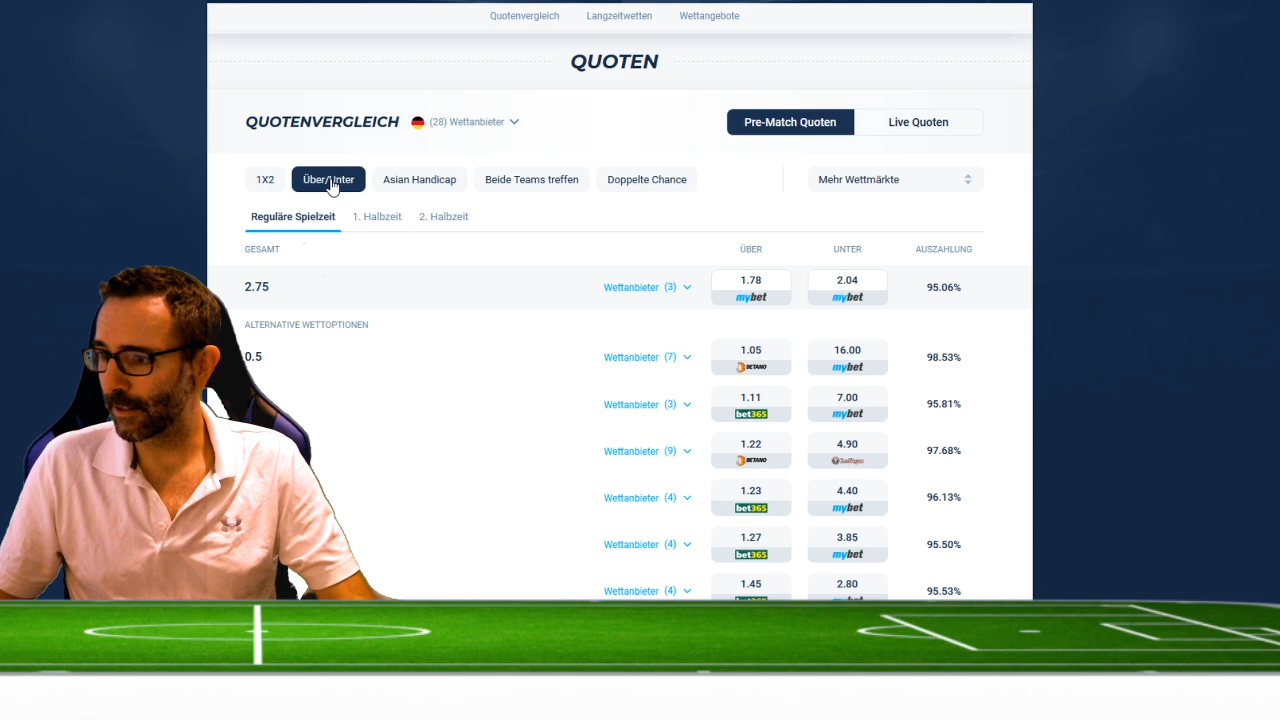 Quotenvergleich Langzeitwetten Wettangebote
QUOTEN
QUOTENVERGLEICH (28) Wettanbieter Pre-Match Quoten Live Quoten
1X2 Über/Unter Asian Handicap Beide Teams treffen Doppelte Chance Mehr Wettmärkte
Reguläre Spielzeit 1. Halbzeit 2. Halbzeit
GESAMT ÜBER UNTER AUSZAHLUNG
2.75 Wettanbieter (3) 1.78 2.04 95.06%
mybet mybet
ALTERNATIVE WETTOPTIONEN
0.5 Wettanbieter (7) 1.05 16.00 98.53%
BETANO mybet
Wettanbieter (3) 1.11 7.00 95.81%
bet365 mybet
Wettanbieter (9) 1.22 4.90 97.68%
BETANO
Wettanbieter (4) 1.23 4.40 96.13%
bet365 mybet
Wettanbieter (4) 1.27 3.85 95.50%
bet365 mybet
Wettanbieter (4) 1.45 2.80 95.53%